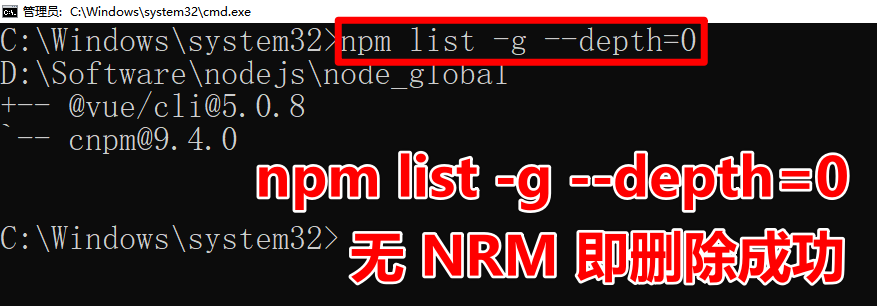 管理员: C:\Windows\system32\cmd.exe
C:\Windows\system32>npm list -g --depth=0
D:\Software\nodejs\node_global
+-- @vue/cli@5.0.8
`-- cnpm@9.4.0
npm list -g --depth=0
C:\Windows\system32>
无 NRM 即删除成功